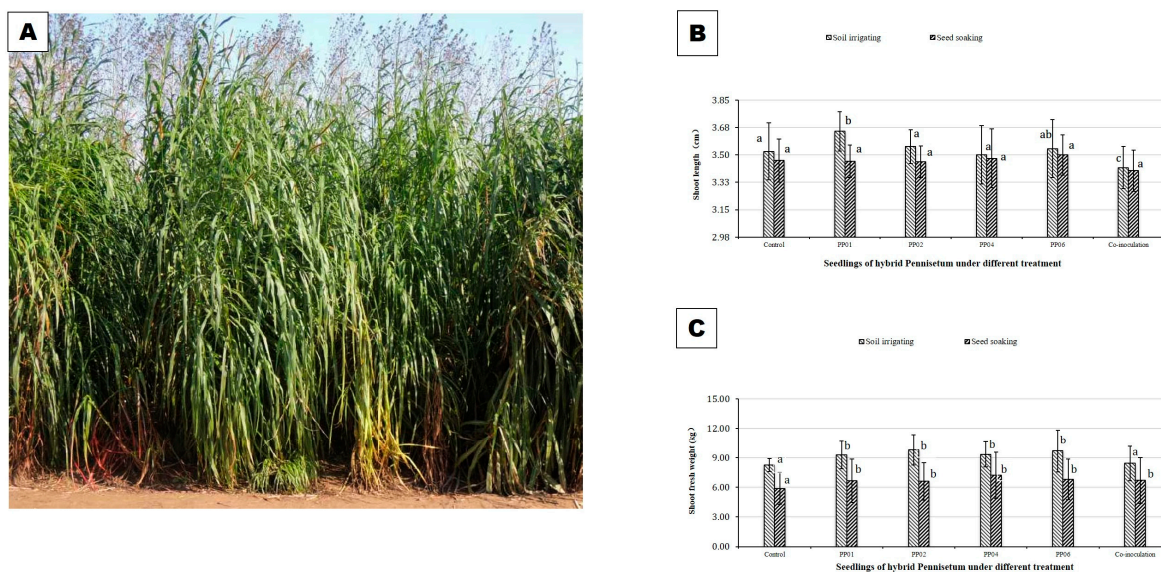 A
B
Soil irrigating Seed soaking
3.85
3.68
3.50
3.33
3.15
2.98
Shoot length (cm)
a a b a a a a a ab a c a
Control PP01 PP02 PP04 PP06 Co-inoculation
Seedlings of hybrid Pennisetum under different treatment
C
Soil irrigating Seed soaking
15.00
12.00
9.00
6.00
3.00
0.00
Shoot fresh weight (kg)
a a b b b b b b b b a b
Control PP01 PP02 PP04 PP06 Co-inoculation
Seedlings of hybrid Pennisetum under different treatment